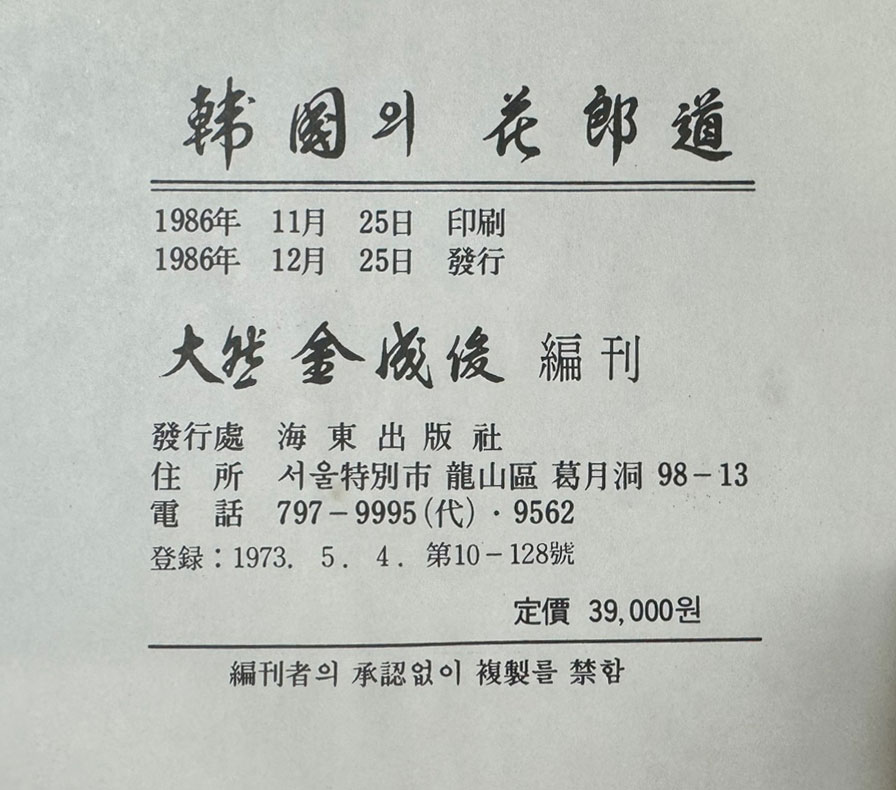 韓國의 花郎道
1986年 11月 25日 印刷
1986年 12月 25日 發行
大然 金成俊 編刊
發行處 海東出版社
住所 서울特別市 龍山區 葛月洞 98-13
電話 797-9995(代)·9562
登録:1973. 5. 4. 第10-128號
定價 39,000원
編刊者의 承認없이 複製를 禁함